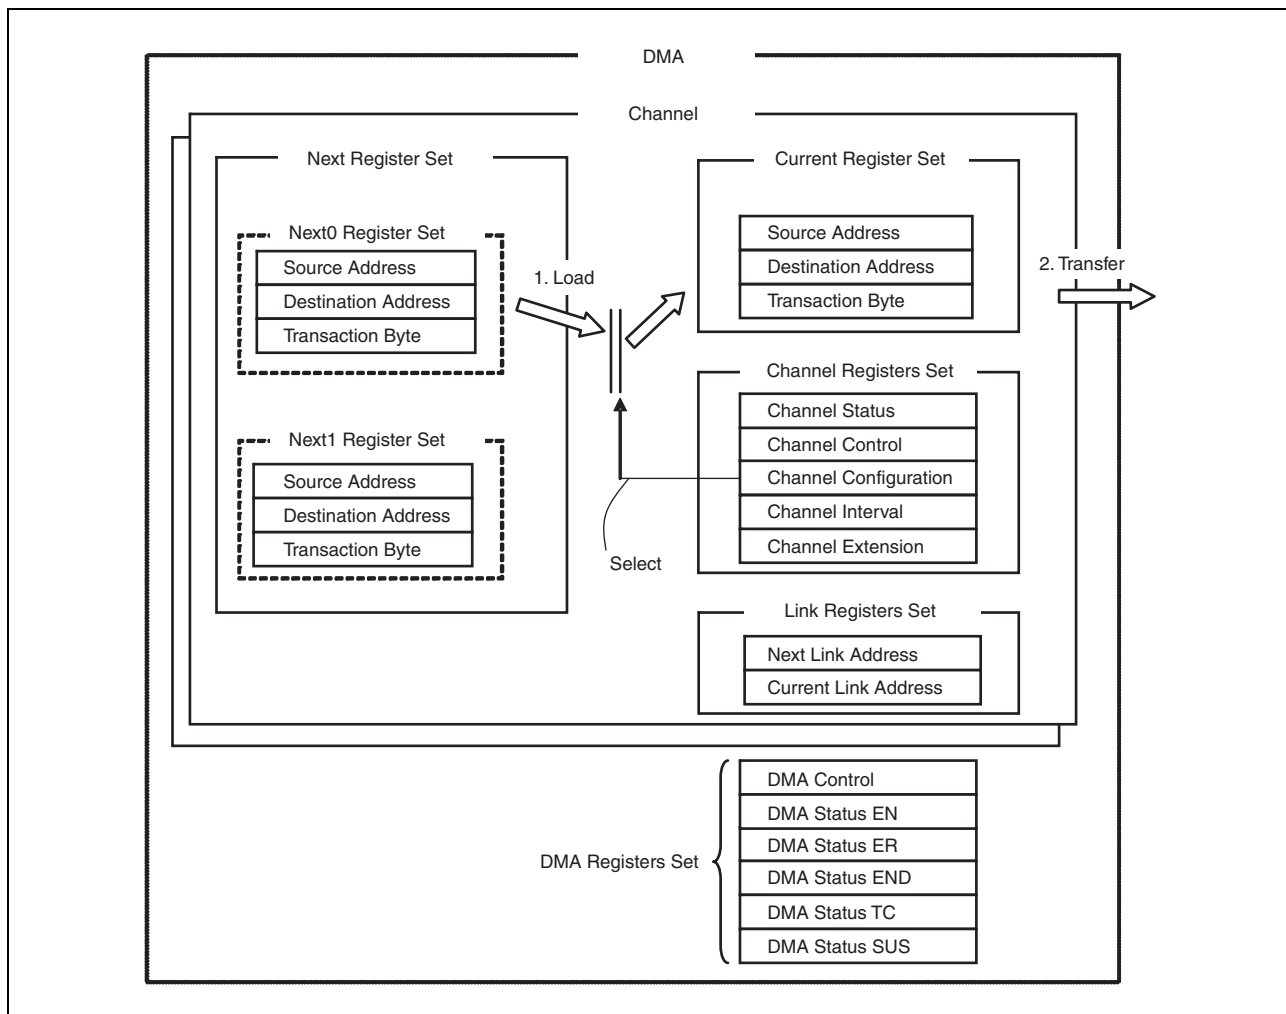 DMA
Channel
Next Register Set
Next0 Register Set
Source Address
Destination Address
Transaction Byte
Next1 Register Set
Source Address
Destination Address
Transaction Byte
1. Load
Select
Current Register Set
Source Address
Destination Address
Transaction Byte
2. Transfer
Channel Registers Set
Channel Status
Channel Control
Channel Configuration
Channel Interval
Channel Extension
Link Registers Set
Next Link Address
Current Link Address
DMA Registers Set
DMA Control
DMA Status EN
DMA Status ER
DMA Status END
DMA Status TC
DMA Status SUS